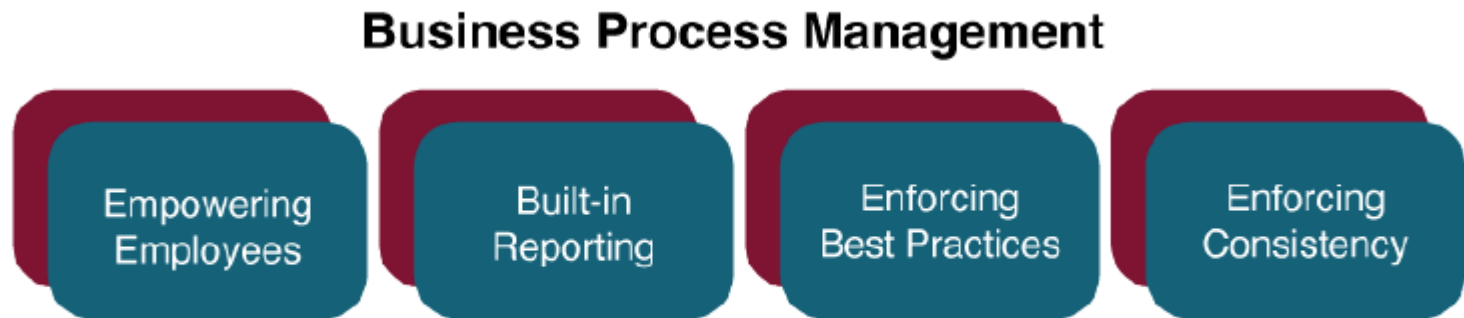 Business Process Management
Empowering
Employees
Built-in
Reporting
Enforcing
Best Practices
Enforcing
Consistency